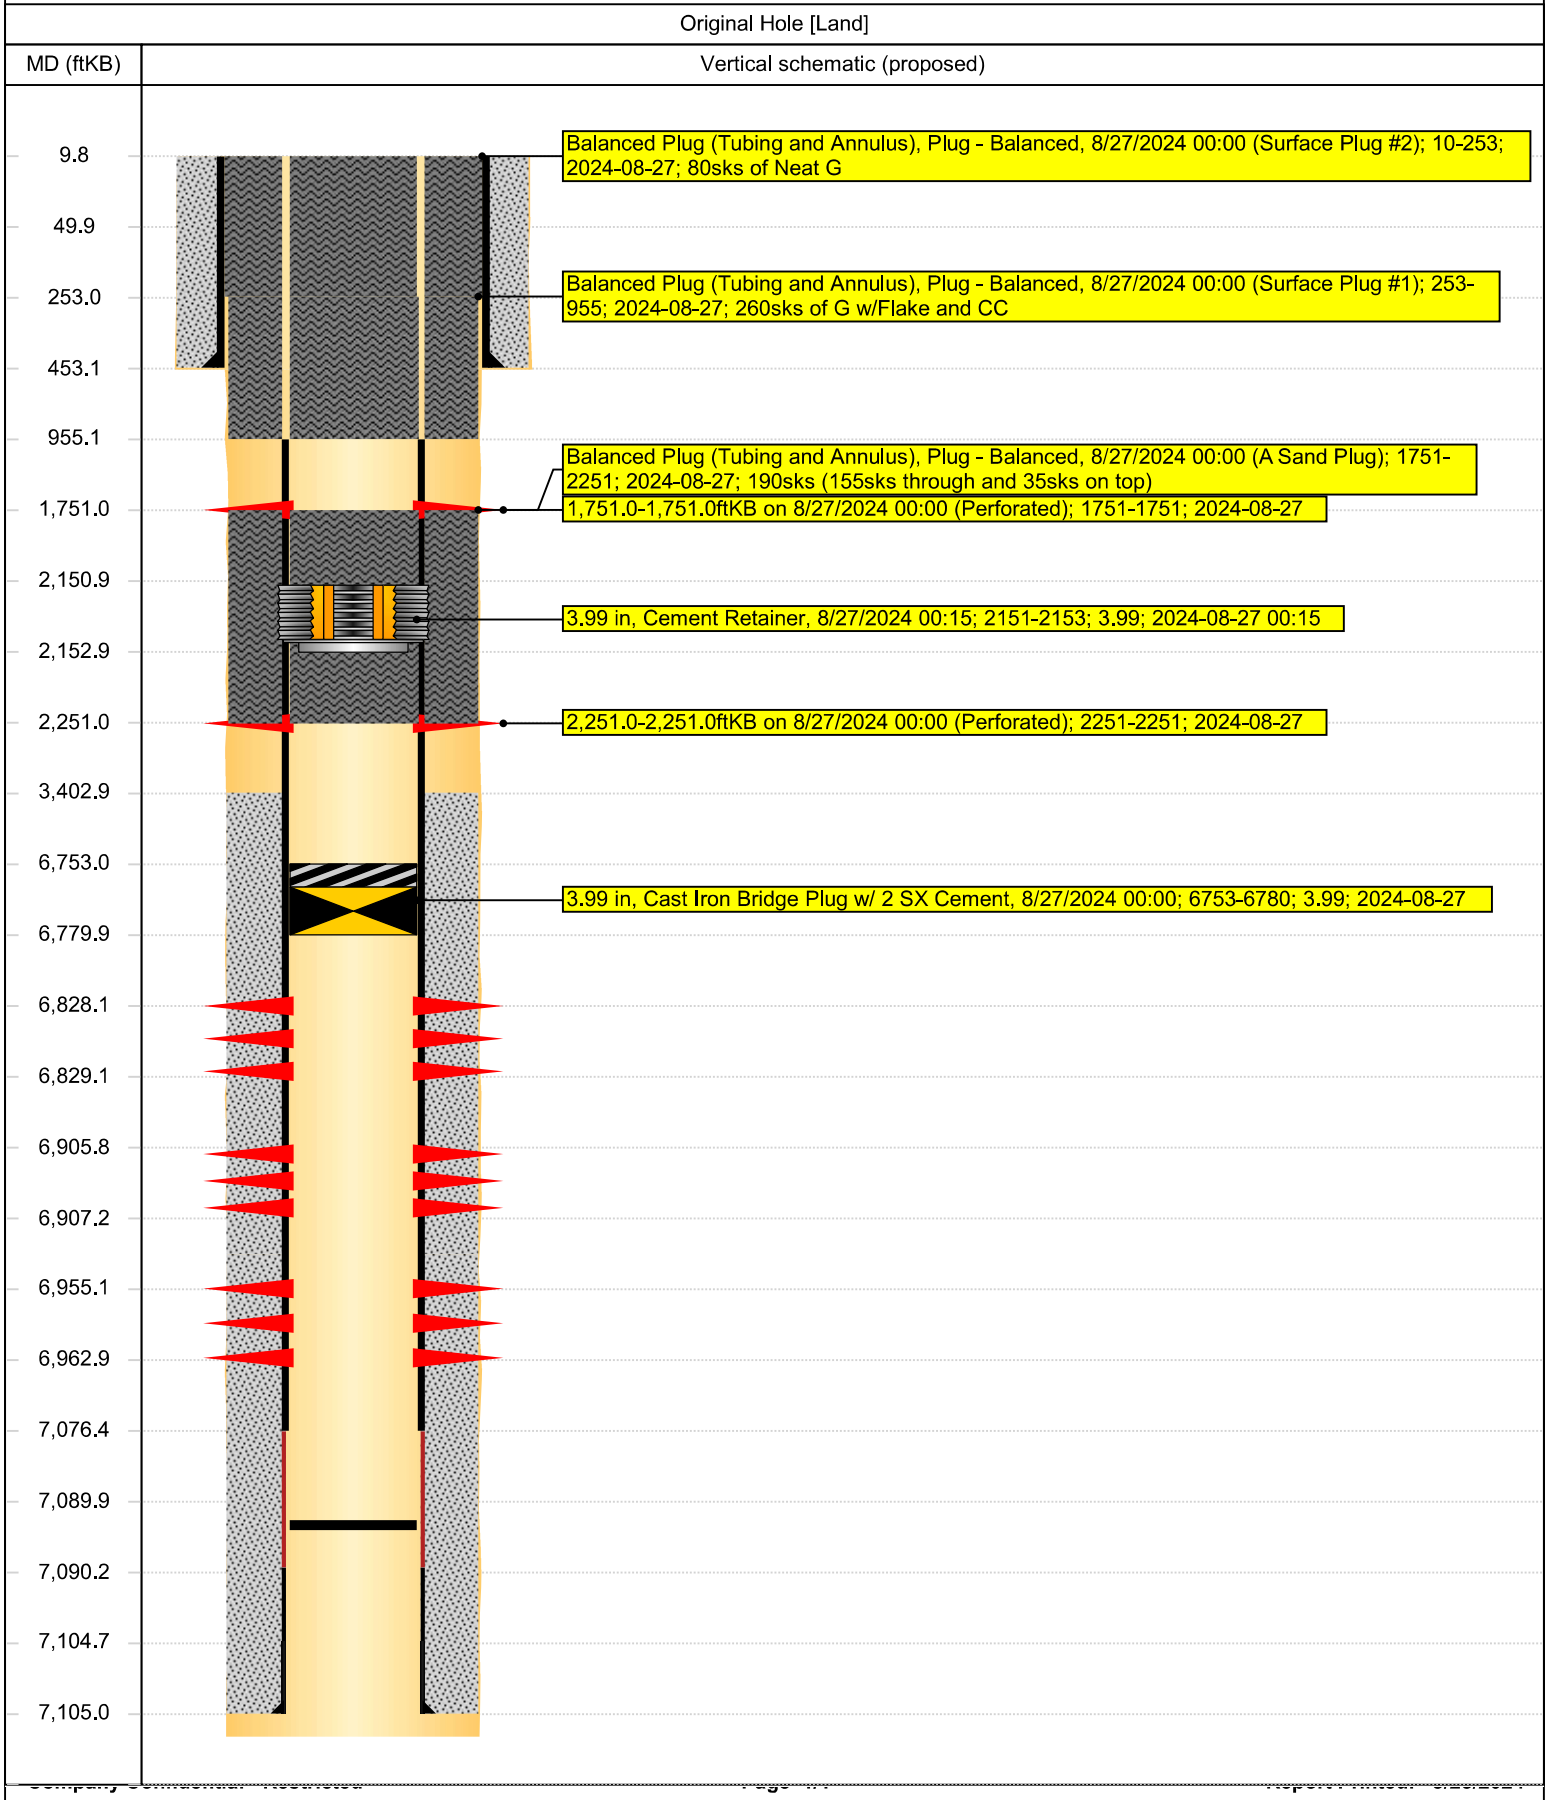 Original Hole [Land]
MD (ftKB)
Vertical schematic (proposed)
9.8
Balanced Plug (Tubing and Annulus), Plug - Balanced, 8/27/2024 00:00 (Surface Plug #2); 10-253;
2024-08-27; 80sks of Neat G
49.9
253.0
Balanced Plug (Tubing and Annulus), Plug - Balanced, 8/27/2024 00:00 (Surface Plug #1); 253-
955; 2024-08-27; 260sks of G w/Flake and CC
453.1
955.1
Balanced Plug (Tubing and Annulus), Plug - Balanced, 8/27/2024 00:00 (A Sand Plug); 1751-
2251; 2024-08-27; 190sks (155sks through and 35sks on top)
1,751.0
1,751.0-1,751.0ftKB on 8/27/2024 00:00 (Perforated); 1751-1751; 2024-08-27
2,150.9
3.99 in, Cement Retainer, 8/27/2024 00:15; 2151-2153; 3.99; 2024-08-27 00:15
2,152.9
2,251.0
2,251.0-2,251.0ftKB on 8/27/2024 00:00 (Perforated); 2251-2251; 2024-08-27
3,402.9
6,753.0
3.99 in, Cast Iron Bridge Plug w/ 2 SX Cement, 8/27/2024 00:00; 6753-6780; 3.99; 2024-08-27
6,779.9
6,828.1
6,829.1
6,905.8
6,907.2
6,955.1
6,962.9
7,076.4
7,089.9
7,090.2
7,104.7
7,105.0